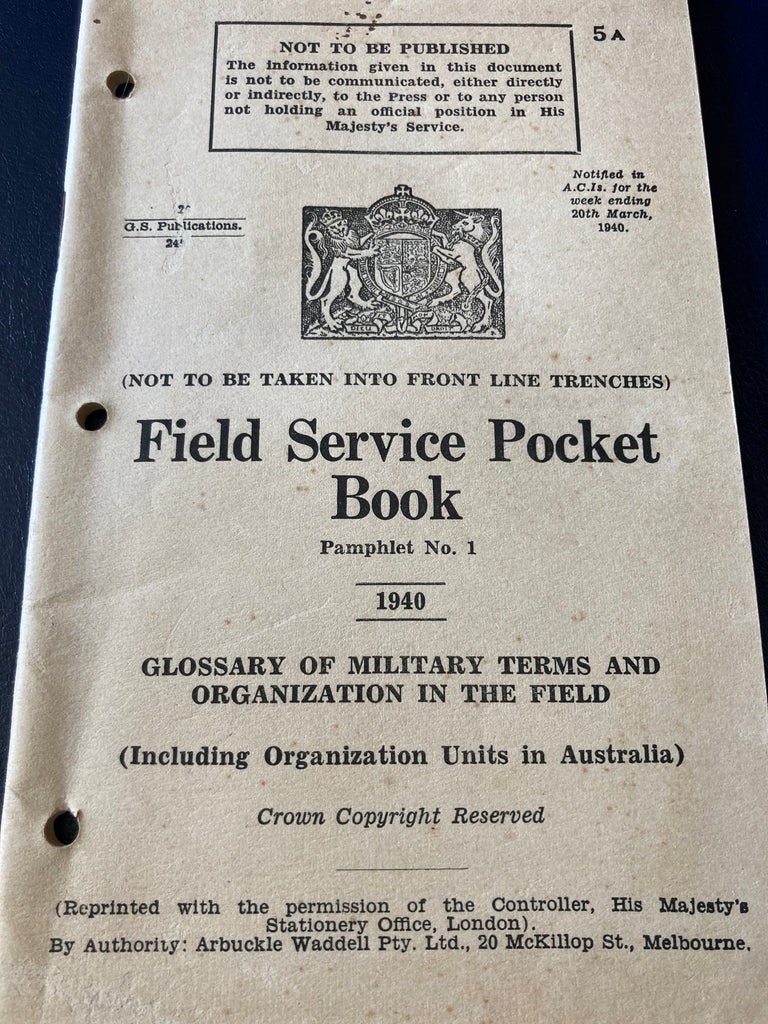 5A
NOT TO BE PUBLISHED
The information given in this document
is not to be communicated, either directly
or indirectly, to the Press or to any person
not holding an official position in His
Majesty's Service.
Notified in
A.C.Is. for the
week ending
20th March,
1940.
G.S. Publications.
(NOT TO BE TAKEN INTO FRONT LINE TRENCHES)
Field Service Pocket
Book
Pamphlet No. 1
1940
GLOSSARY OF MILITARY TERMS AND
ORGANIZATION IN THE FIELD
(Including Organization Units in Australia)
Crown Copyright Reserved
(Reprinted with the permission of the Controller, His Majesty's
Stationery Office, London).
By Authority: Arbuckle Waddell Pty. Ltd., 20 McKillop St., Melbourne.